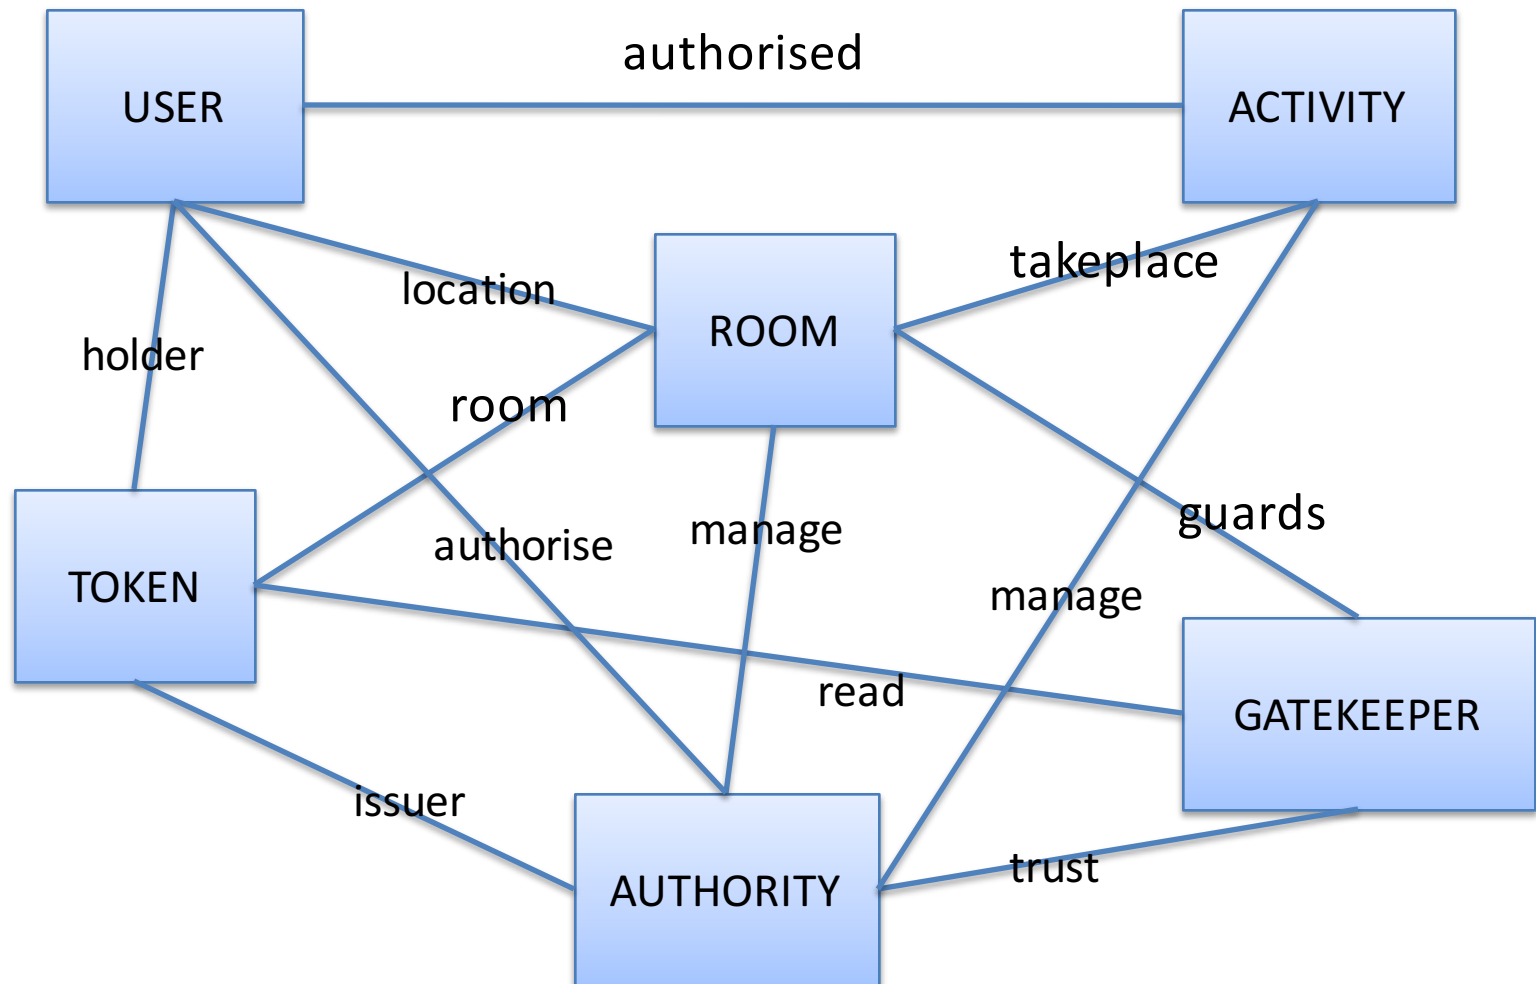 authorised
USER
ACTIVITY
takeplace
location
ROOM
holder
room
guards
manage
authorise
TOKEN
manage
read
GATEKEEPER
issuer
trust
AUTHORITY